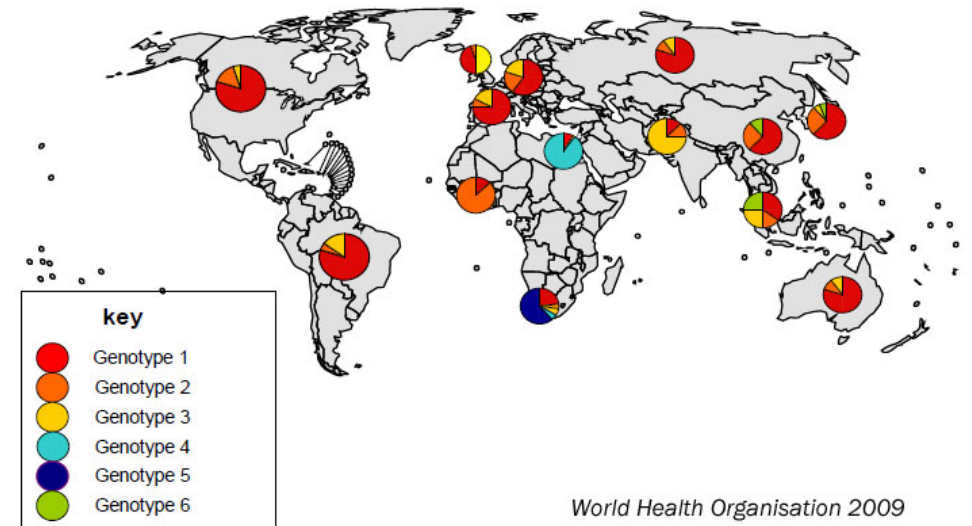 key
Genotype 1
Genotype 2
Genotype 3
Genotype 4
Genotype 5
Genotype 6
World Health Organisation 2009